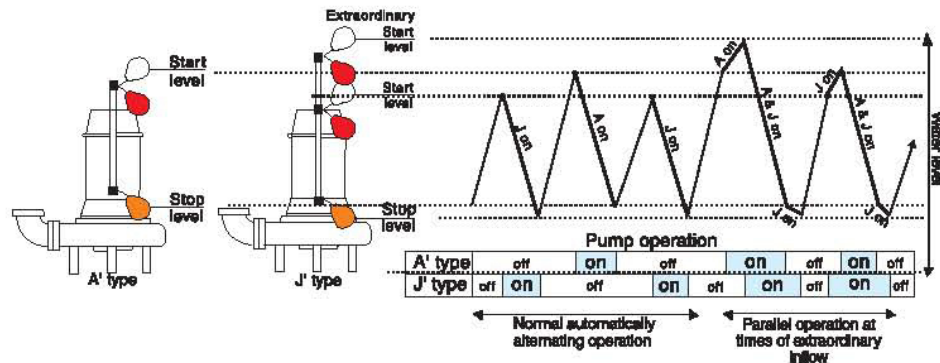 Extraordinary
Start
level
Start
level
Start
level
Stop
level
Stop
level
A' type
J' type
J on
A on
J on
A on
A & J on
J on
J on
A & J on
J on
Water level
Pump operation
A' type off on off on off on off
J' type off on off on off on off on off
Normal automatically
alternating operation
Parallel operation at
times of extraordinary
inflow